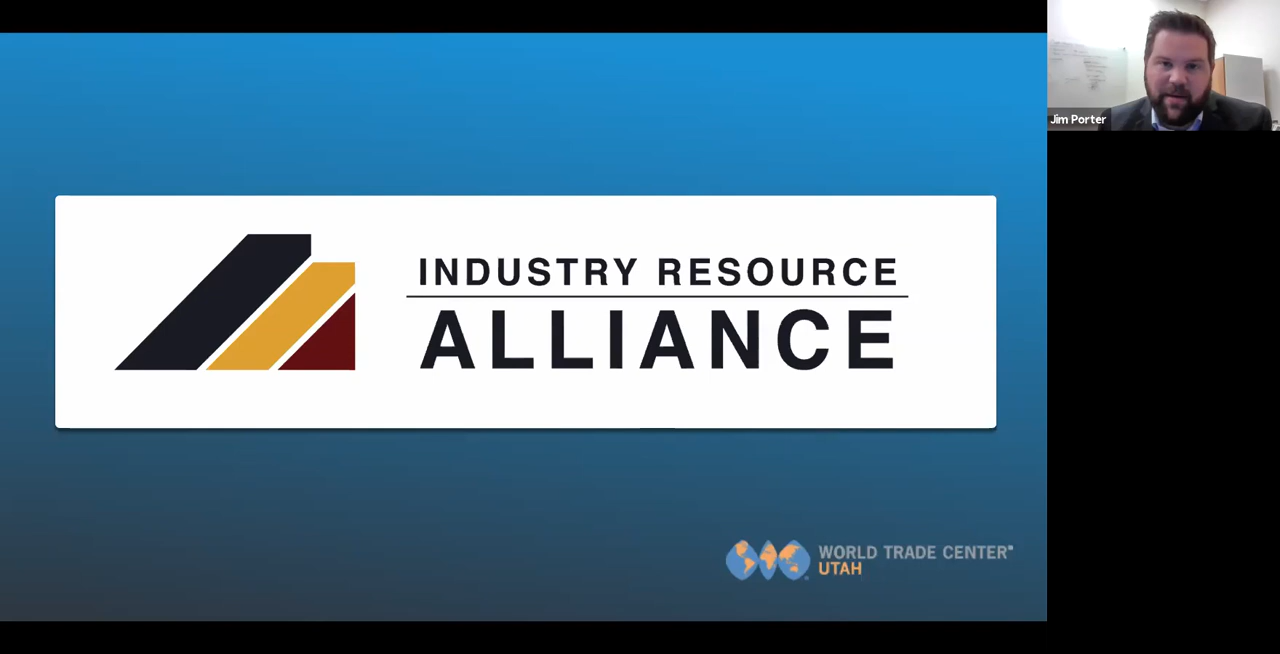 INDUSTRY RESOURCE
ALLIANCE
WORLD TRADE CENTER
UTAH
Jim Porter